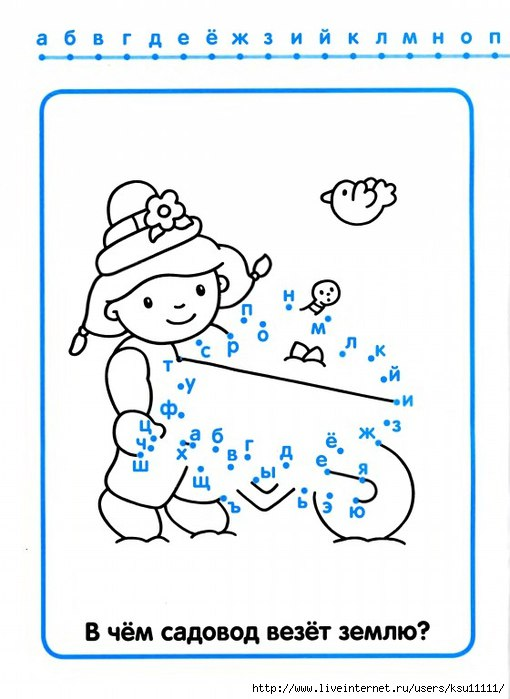 а б в г д е ё ж з и й к л м н о п
п
н
о
м
р
с
л
к
т
й
у
и
ф
з
ц
ж
ч
а
б
ё
х
в
г
д
ш
е
я
щ
ы
ъ
ь
э
ю
В чём садовод везёт землю?
http://www.liveinternet.ru/users/ksu11111/